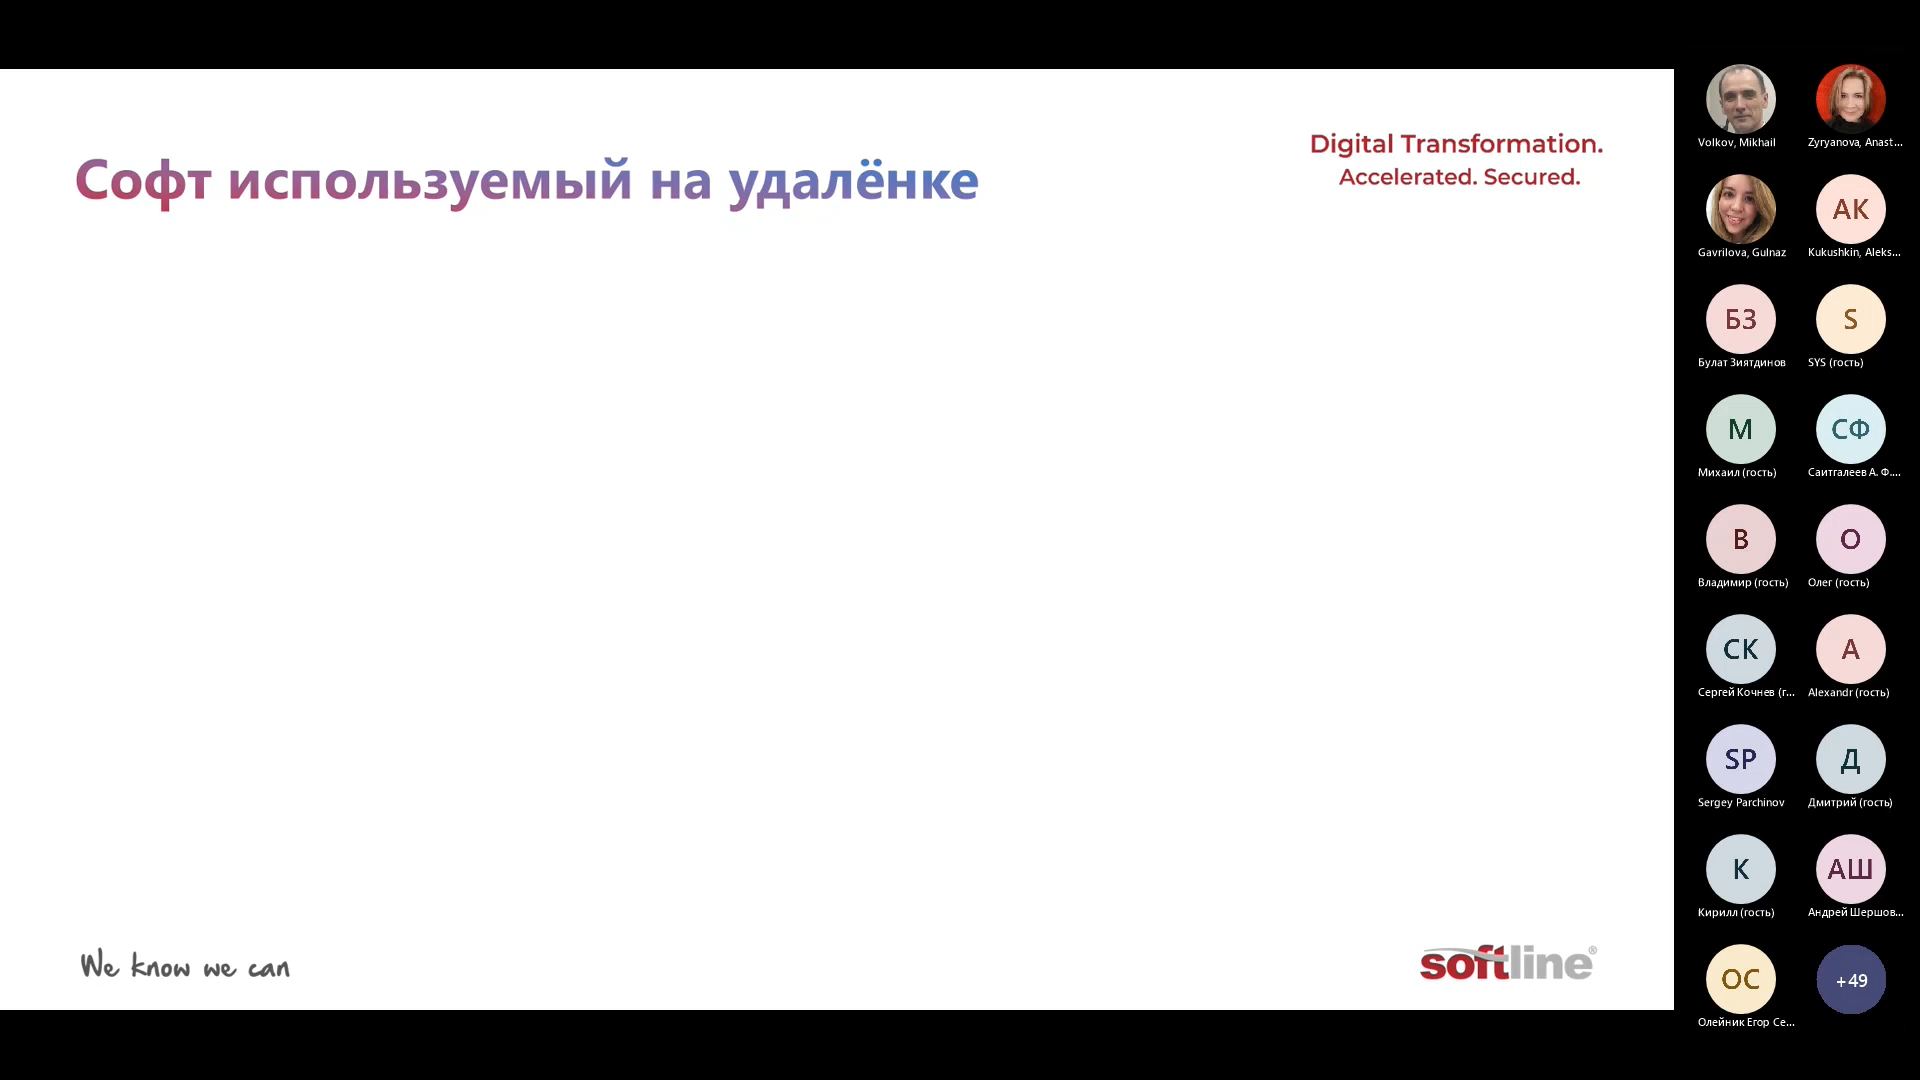 Софт используемый на удалёнке
Digital Transformation.
Accelerated. Secured.
We know we can
softline®
Volkov, Mikhail
Zyryanova, Anast...
Gavrilova, Gulnaz
АК
Kukushkin, Aleks...
БЗ
Булат Зиятдинов
S
SYS (гость)
М
Михаил (гость)
СФ
Саитгалеев А. Ф....
В
Владимир (гость)
О
Олег (гость)
СК
Сергей Кочнев (г...
A
Alexandr (гость)
SP
Sergey Parchinov
Д
Дмитрий (гость)
К
Кирилл (гость)
АШ
Андрей Шершов...
ОС
Олейник Егор Се...
+49